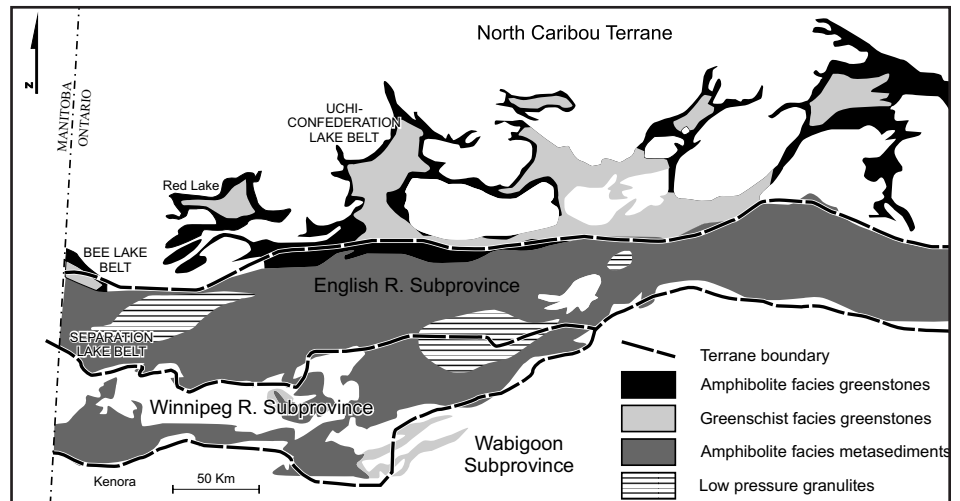 North Caribou Terrane
N
MANITOBA
ONTARIO
UCHI-
CONFEDERATION
LAKE BELT
Red Lake
BEE LAKE
BELT
English R. Subprovince
SEPARATION
LAKE BELT
Winnipeg R. Subprovince
Wabigoon
Subprovince
Kenora
50 Km
Terrane boundary
Amphibolite facies greenstones
Greenschist facies greenstones
Amphibolite facies metasediments
Low pressure granulites